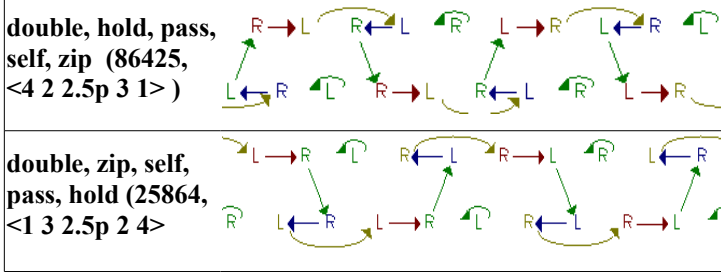 double, hold, pass,
self, zip (86425,
<4 2 2.5p 3 1> )
R L R L R L R L R L
L R L R L R L R L R
double, zip, self,
pass, hold (25864,
<1 3 2.5p 2 4>
L R L R L R L R L R
R L R L R L R L R L